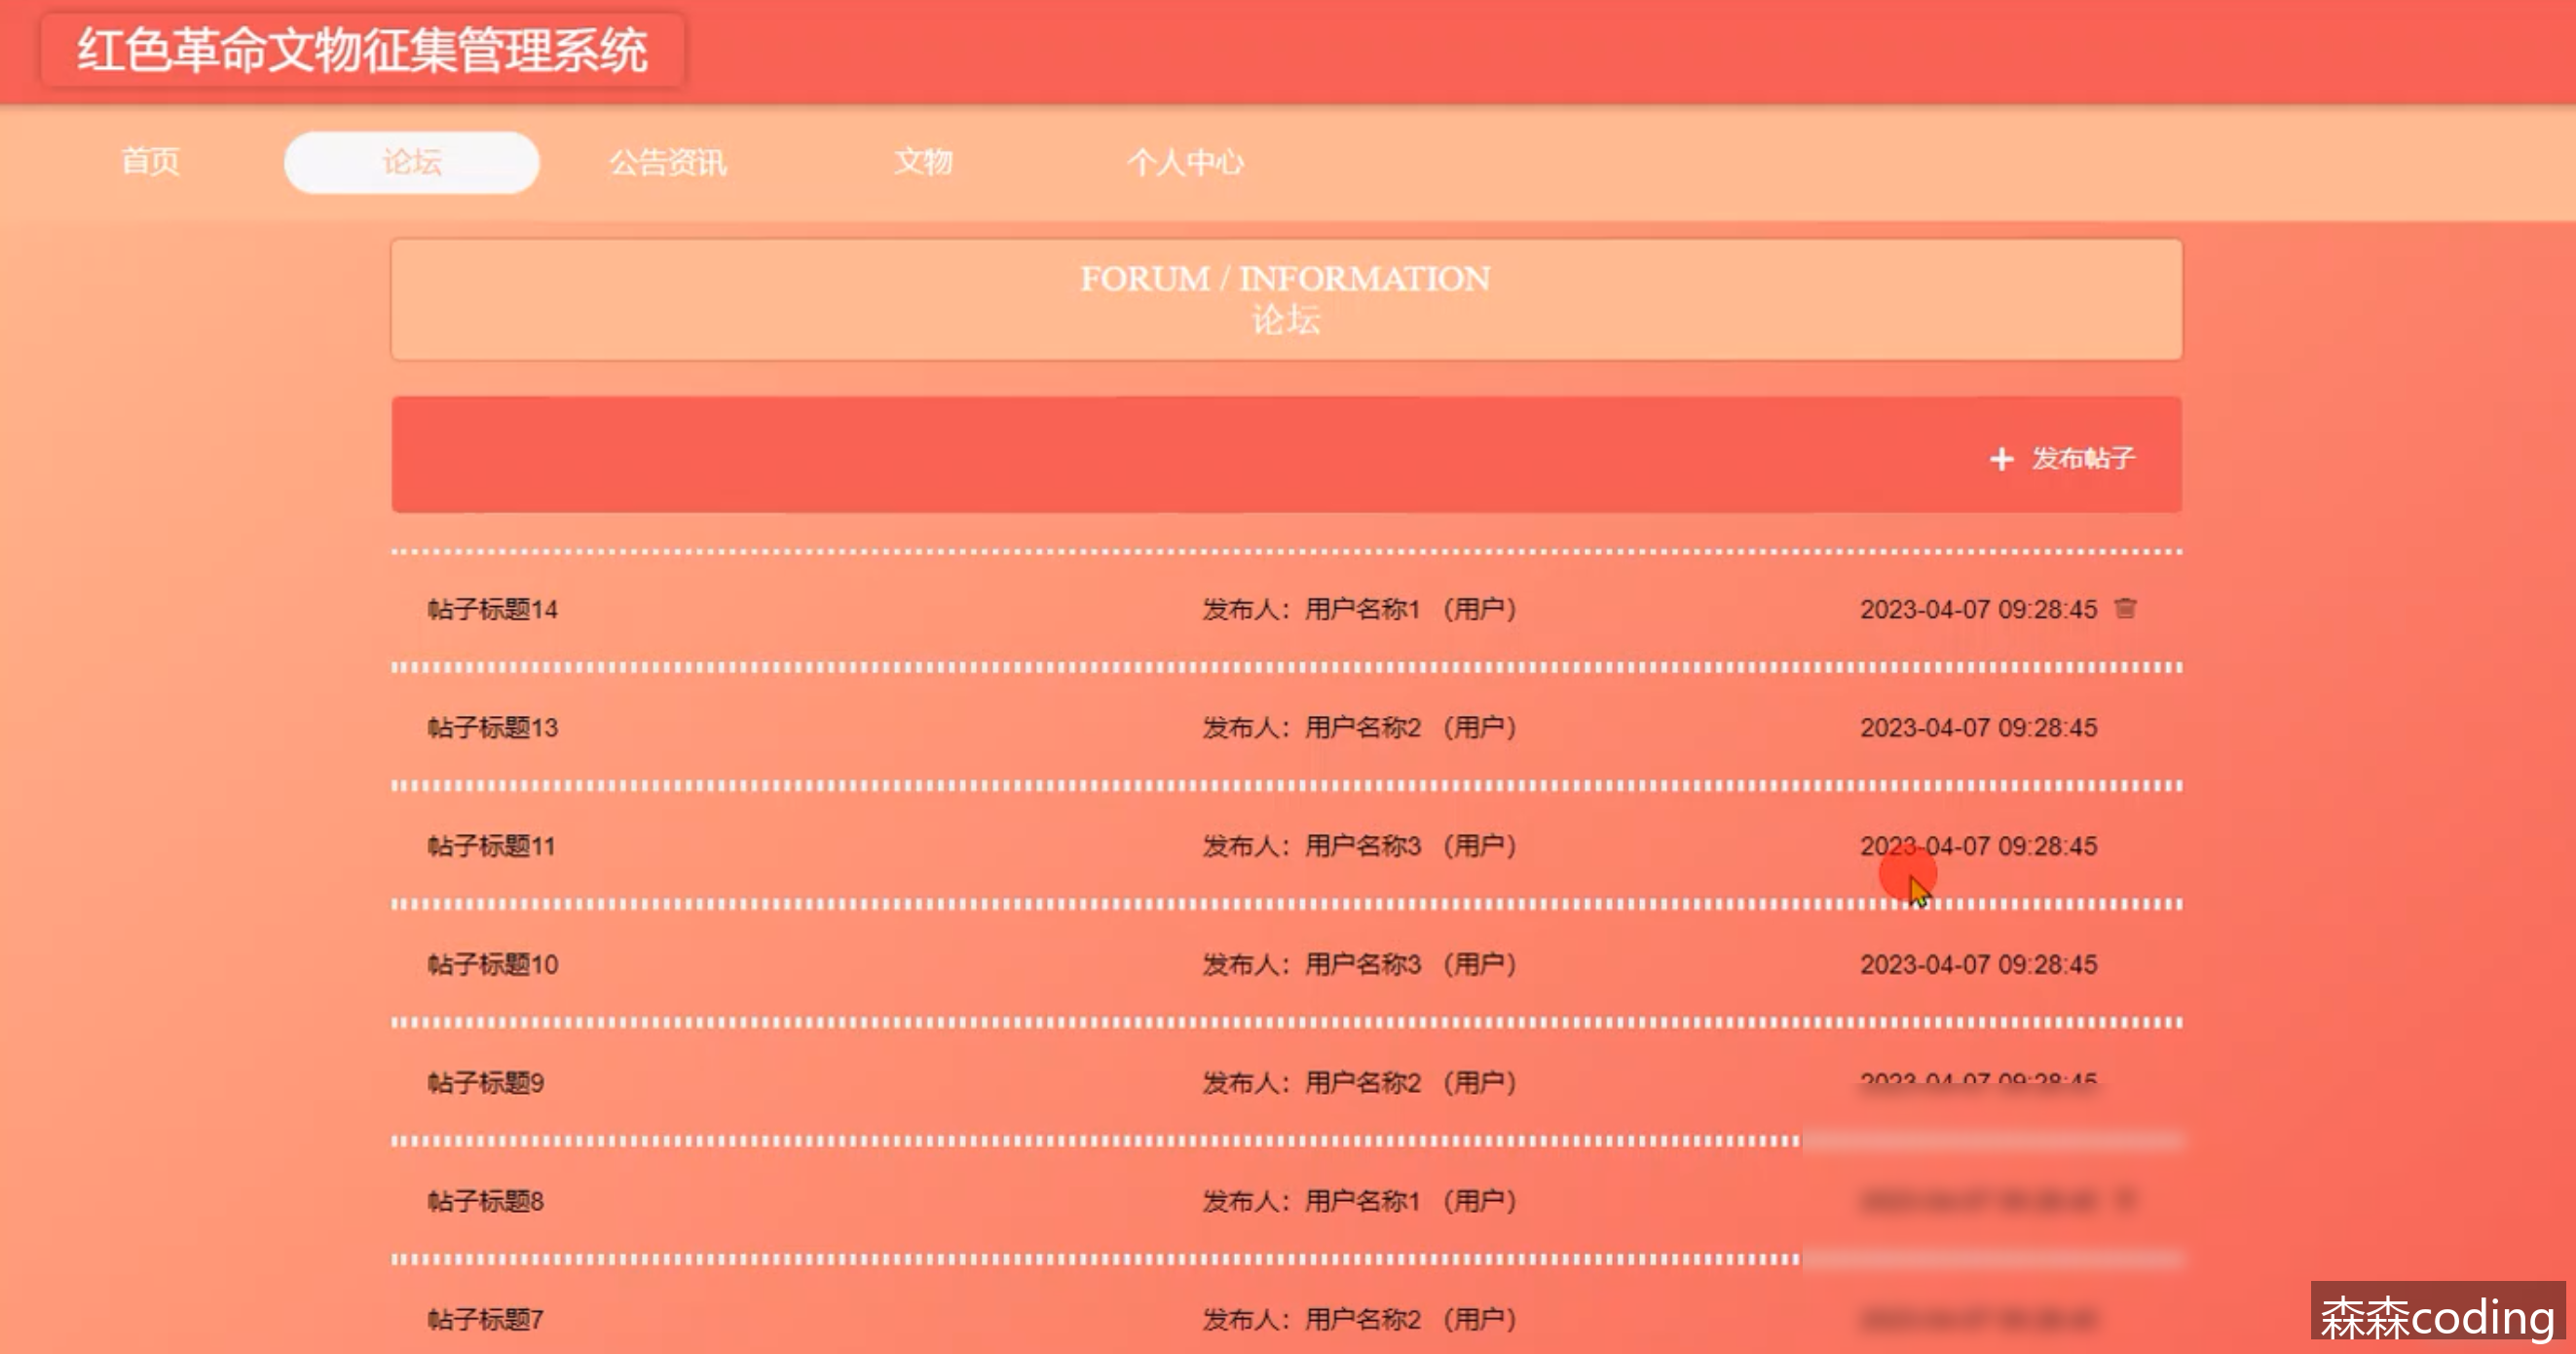 红色革命文物征集管理系统
首页 论坛 公告资讯 文物 个人中心
FORUM / INFORMATION
论坛
+ 发布帖子
帖子标题14 发布人：用户名称1 （用户） 2023-04-07 09:28:45
帖子标题13 发布人：用户名称2 （用户） 2023-04-07 09:28:45
帖子标题11 发布人：用户名称3 （用户） 2023-04-07 09:28:45
帖子标题10 发布人：用户名称3 （用户） 2023-04-07 09:28:45
帖子标题9 发布人：用户名称2 （用户） 2023-04-07 09:28:45
帖子标题8 发布人：用户名称1 （用户）
帖子标题7 发布人：用户名称2 （用户）
森森coding